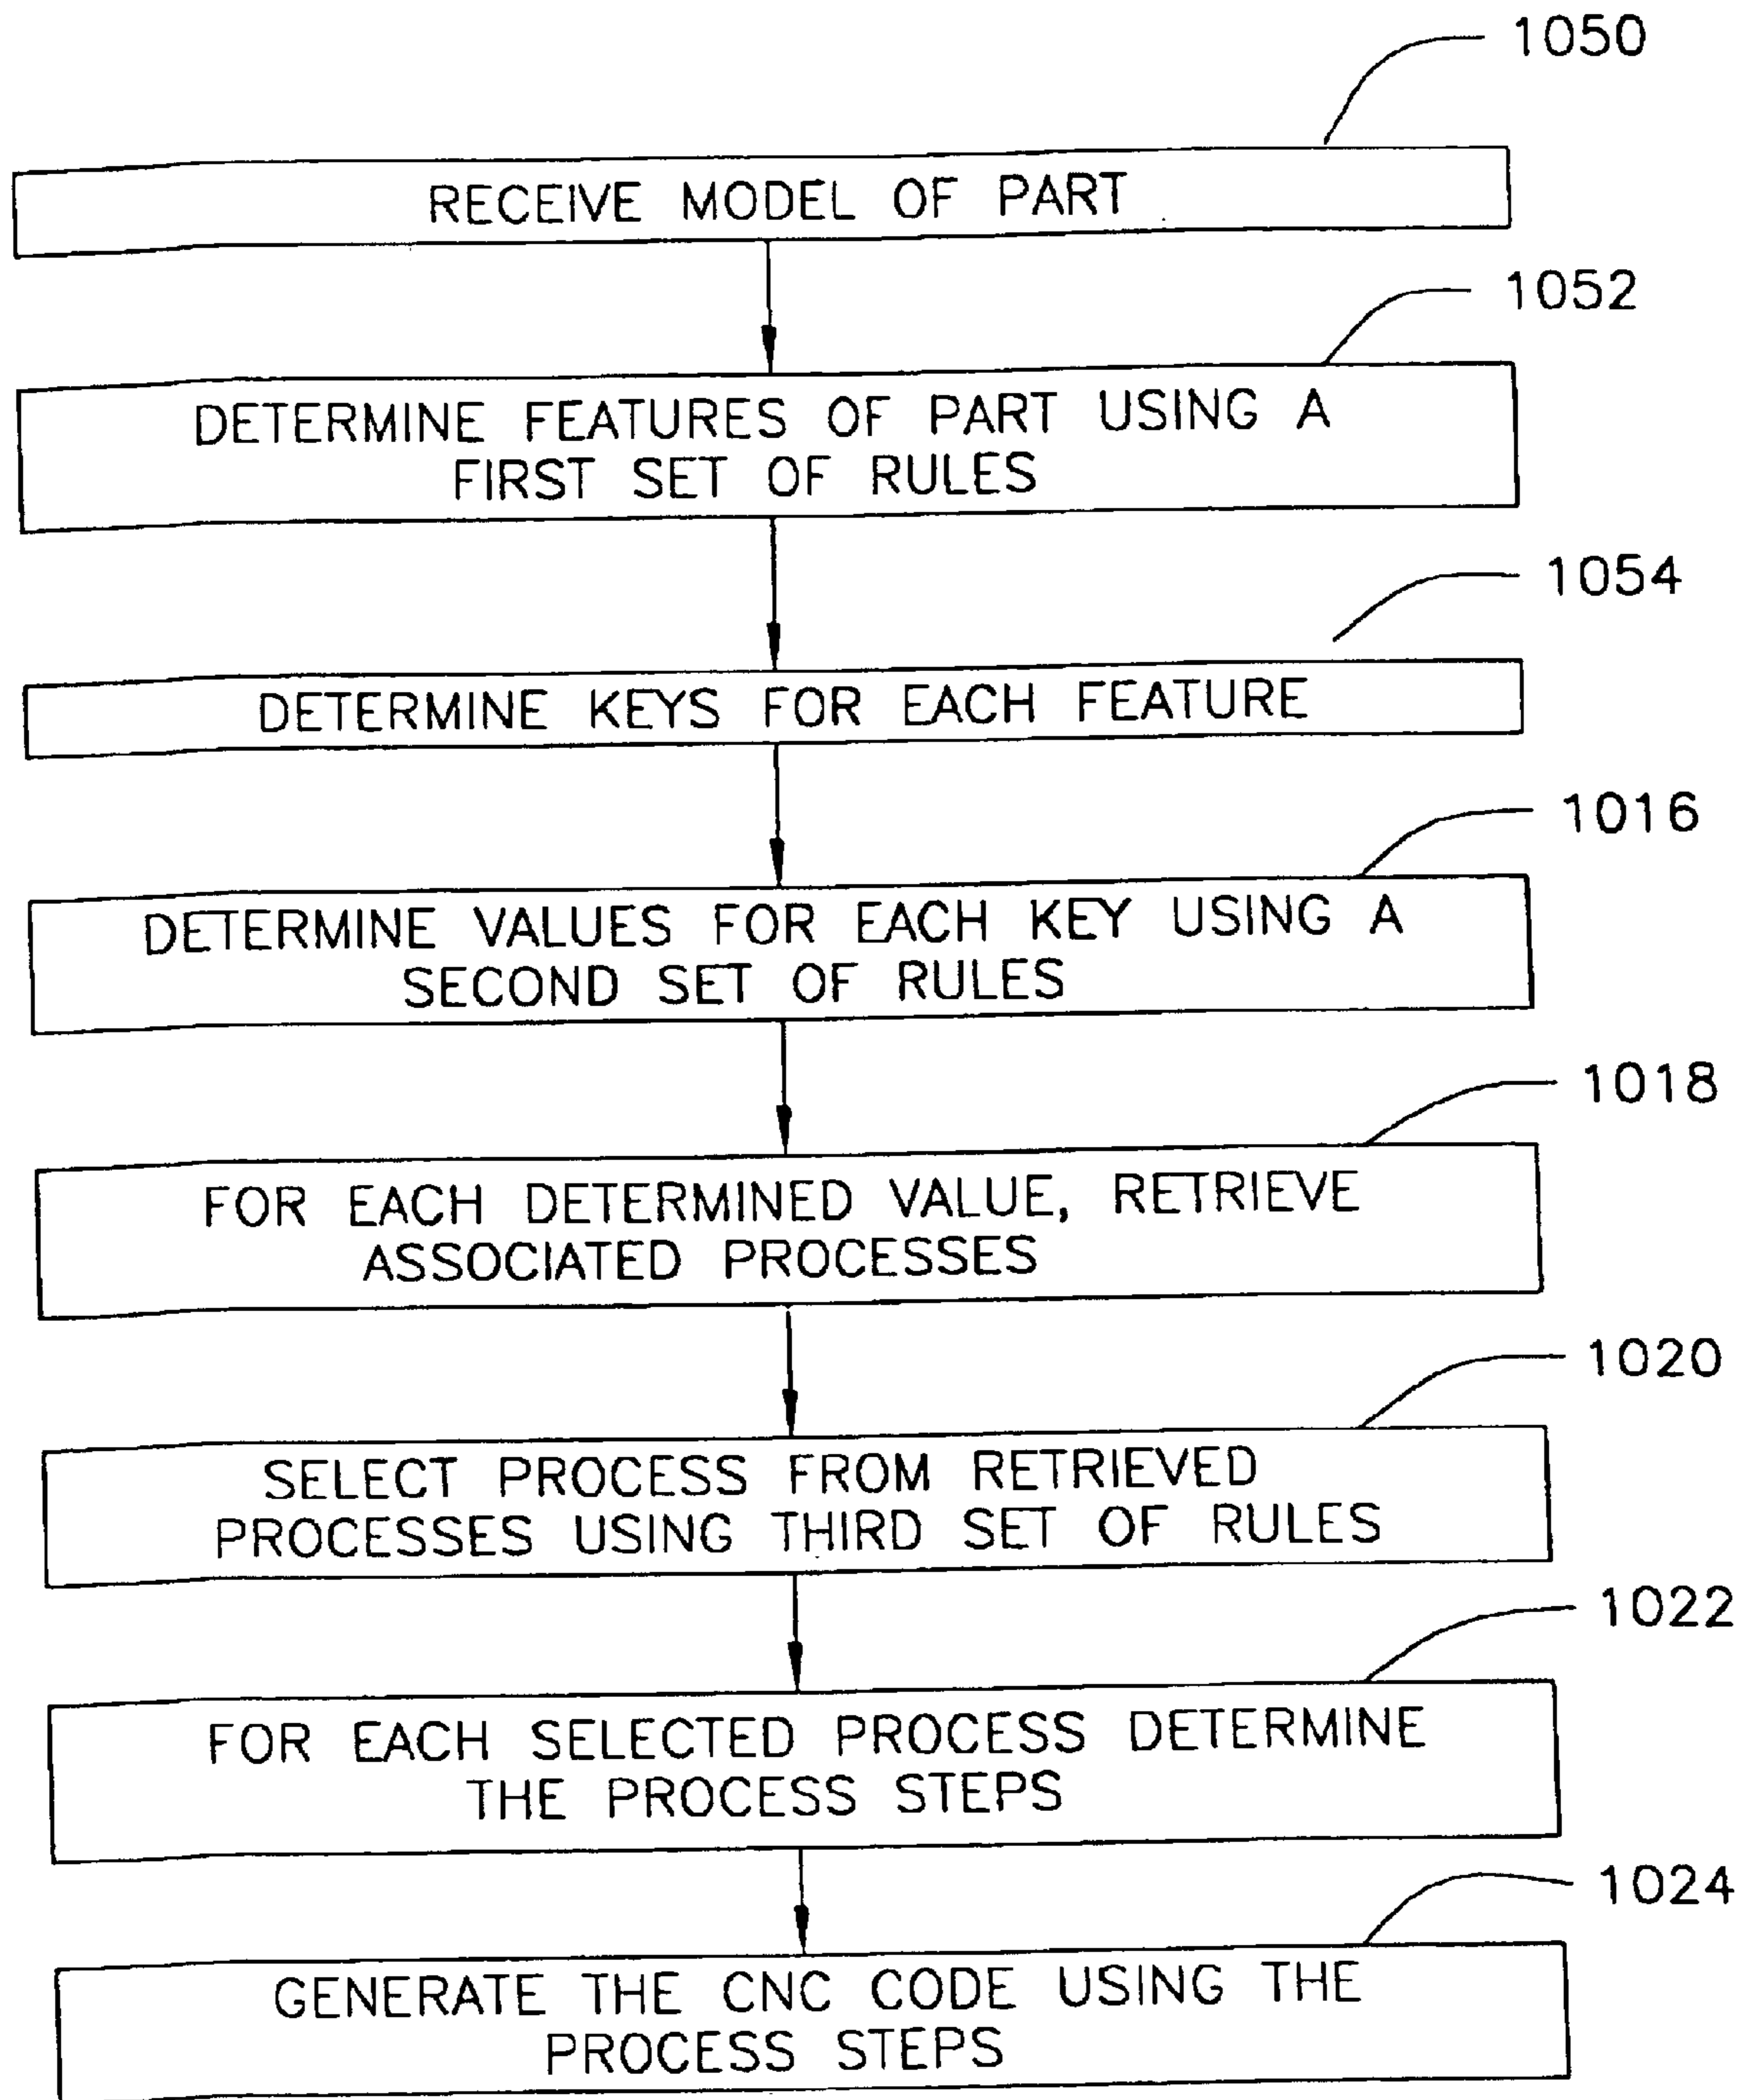 1050
RECEIVE MODEL OF PART
1052
DETERMINE FEATURES OF PART USING A
FIRST SET OF RULES
1054
DETERMINE KEYS FOR EACH FEATURE
1016
DETERMINE VALUES FOR EACH KEY USING A
SECOND SET OF RULES
1018
FOR EACH DETERMINED VALUE, RETRIEVE
ASSOCIATED PROCESSES
1020
SELECT PROCESS FROM RETRIEVED
PROCESSES USING THIRD SET OF RULES
1022
FOR EACH SELECTED PROCESS DETERMINE
THE PROCESS STEPS
1024
GENERATE THE CNC CODE USING THE
PROCESS STEPS